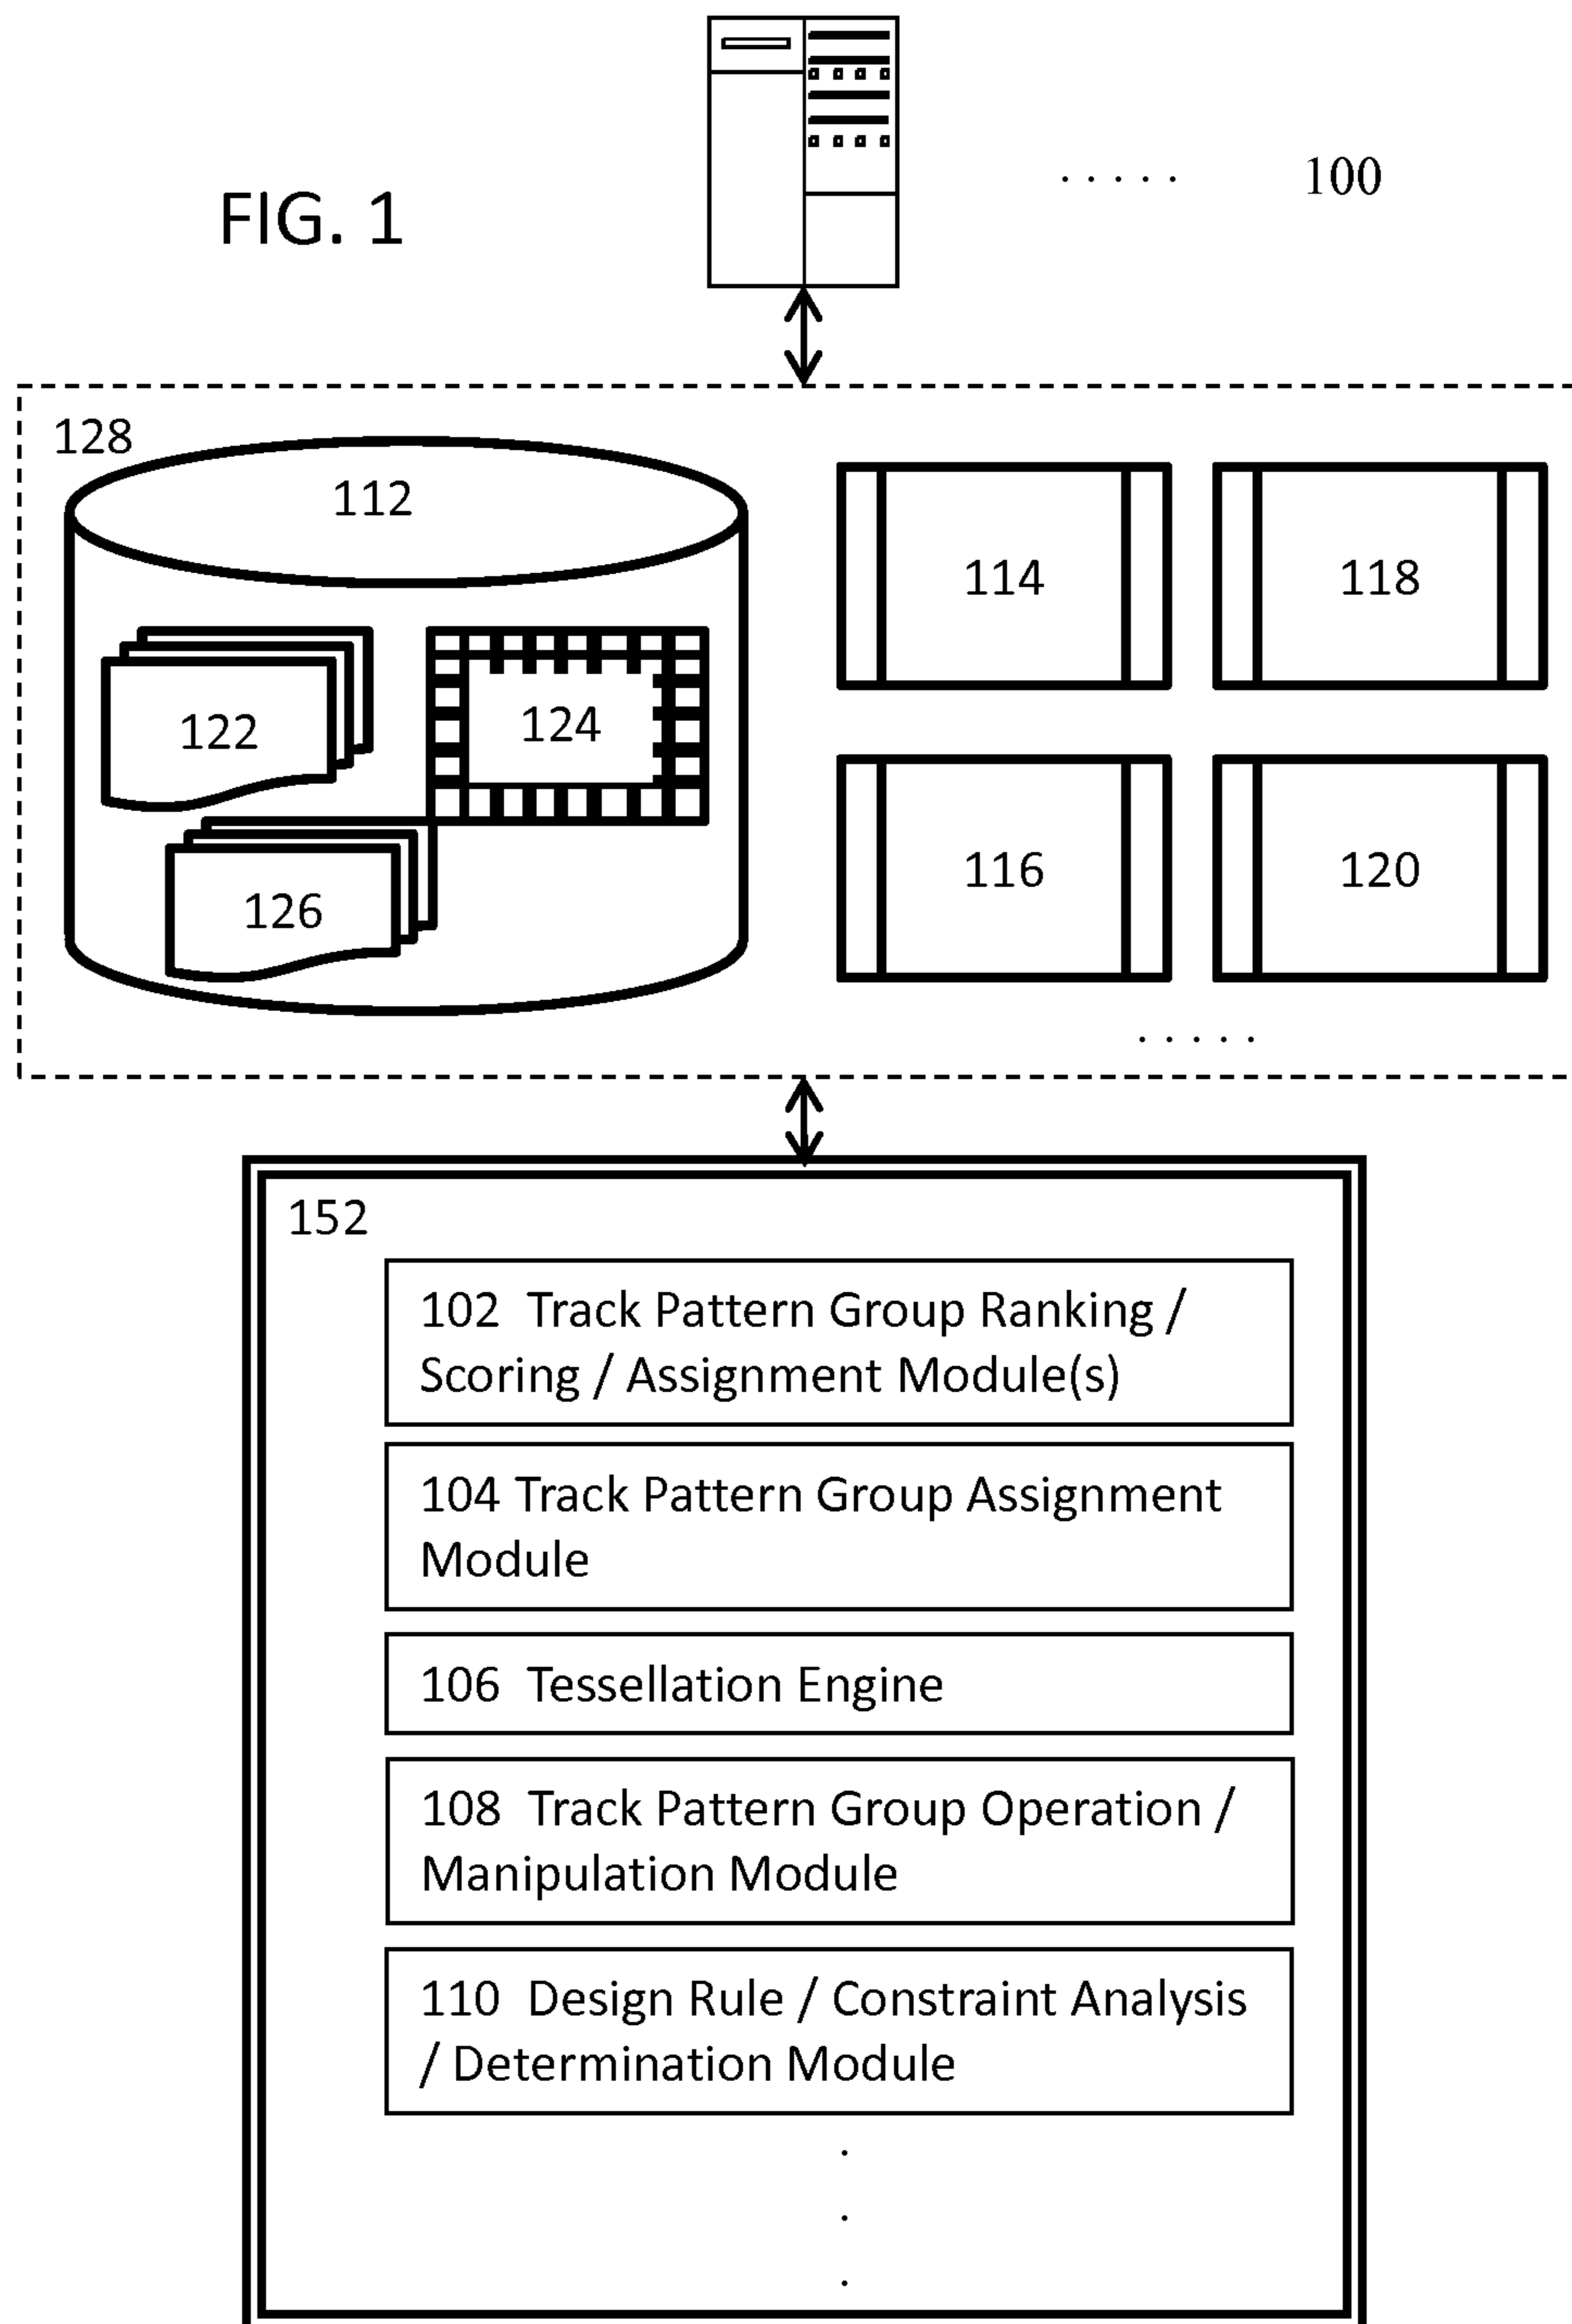 FIG. 1
. . . . . 100
128
112
114
118
122
124
116
120
126
. . . . .
152
102 Track Pattern Group Ranking /
Scoring / Assignment Module(s)
104 Track Pattern Group Assignment
Module
106 Tessellation Engine
108 Track Pattern Group Operation /
Manipulation Module
110 Design Rule / Constraint Analysis
/ Determination Module
.
.
.